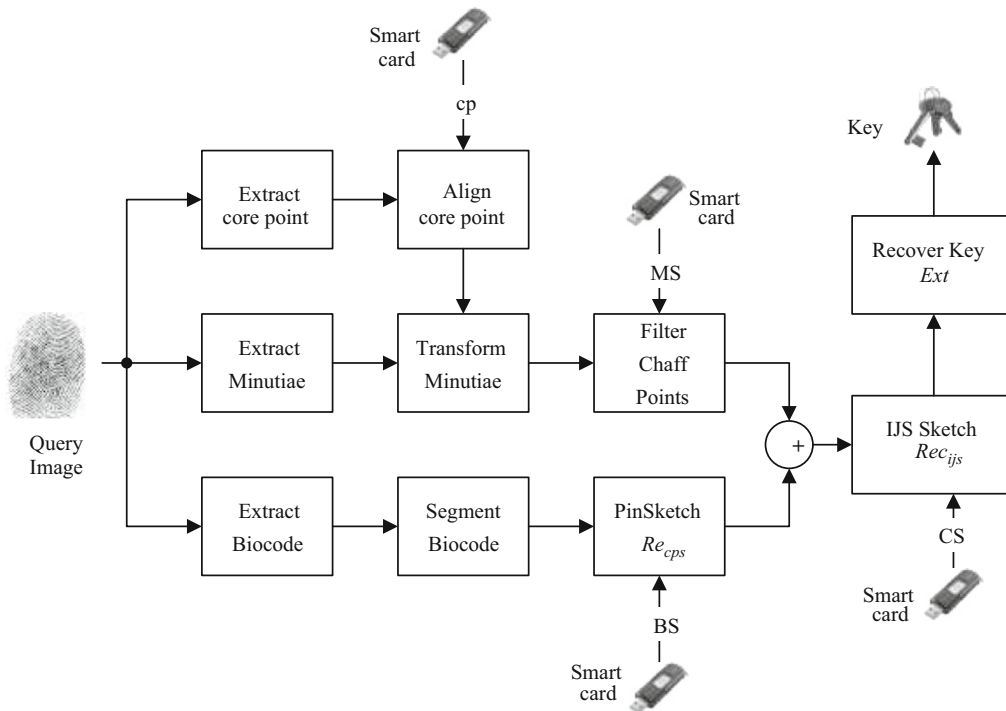 Smart
card
cp
Key
Extract
core point
Align
core point
Smart
card
MS
Recover Key
Ext
Query
Image
Extract
Minutiae
Transform
Minutiae
Filter
Chaff
Points
+
IJS Sketch
Rec_ijs
Extract
Biocode
Segment
Biocode
PinSketch
Re_cps
CS
Smart
card
BS
Smart
card